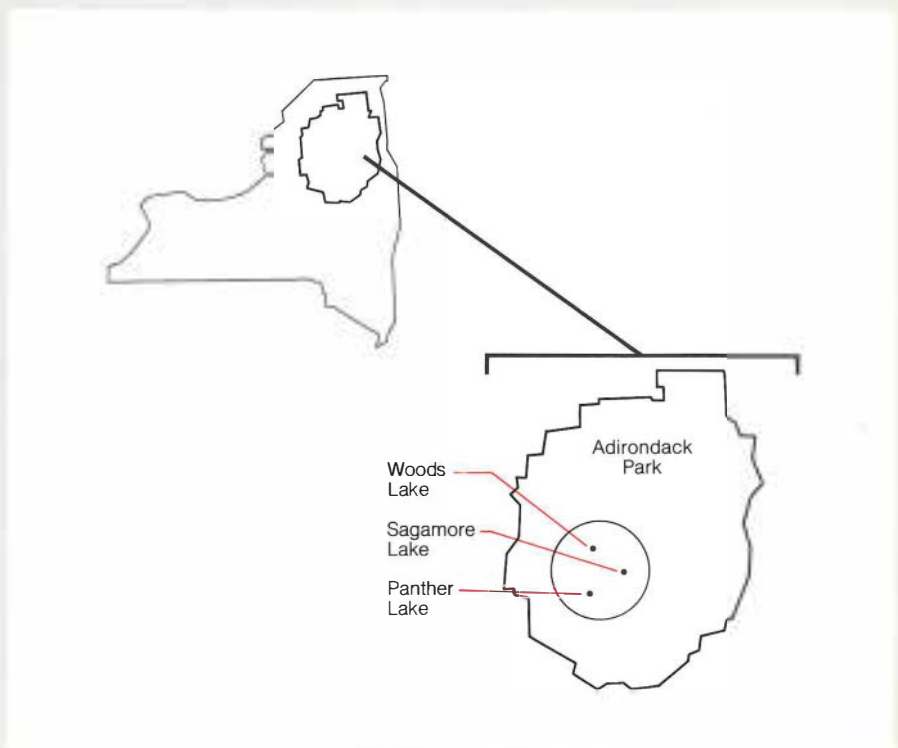 Adirondack
Park
Woods
Lake
Sagamore
Lake
Panther
Lake